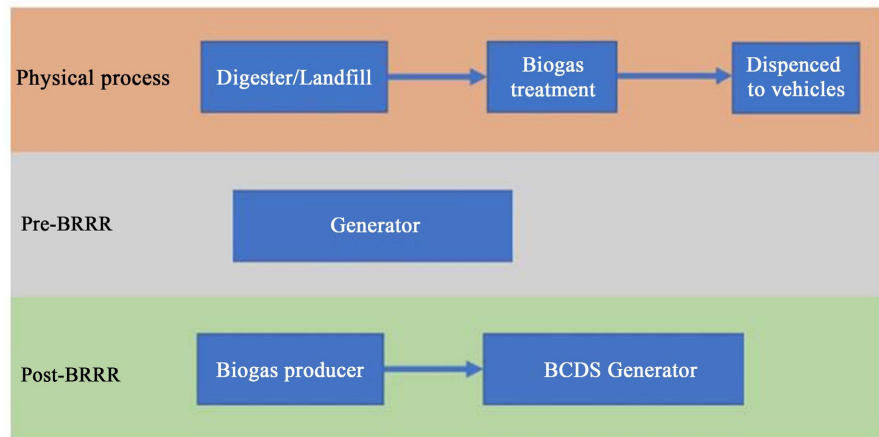 Physical process
Digester/Landfill
Biogas
treatment
Dispenced
to vehicles
Pre-BRRR
Generator
Post-BRRR
Biogas producer
BCDS Generator